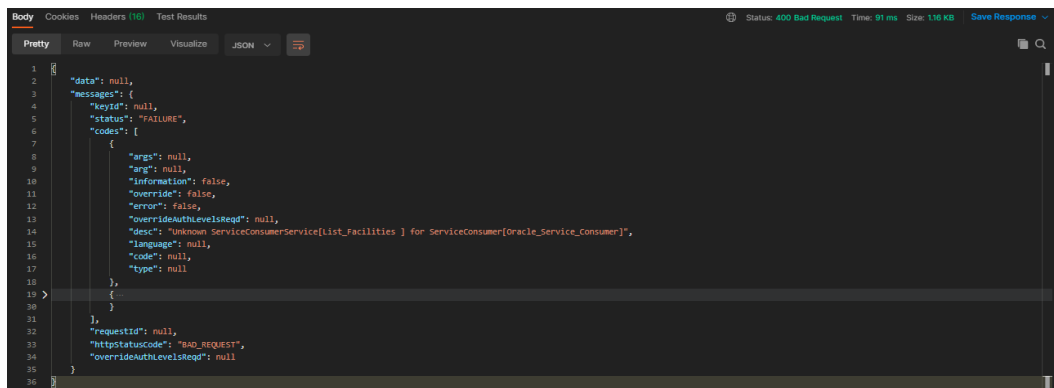 Body Cookies Headers (16) Test Results Status: 400 Bad Request Time: 91 ms Size: 1.16 KB Save Response
Pretty Raw Preview Visualize JSON
1 {
2 "data": null,
3 "messages": {
4 "keyId": null,
5 "status": "FAILURE",
6 "codes": [
7 {
8 "args": null,
9 "arg": null,
10 "information": false,
11 "override": false,
12 "error": false,
13 "overrideAuthLevelsReqd": null,
14 "desc": "Unknown ServiceConsumerService[List_Facilities ] for ServiceConsumer[Oracle_Service_Consumer]",
15 "language": null,
16 "code": null,
17 "type": null
18 },
19 { …
30 }
31 ],
32 "requestId": null,
33 "httpStatusCode": "BAD_REQUEST",
34 "overrideAuthLevelsReqd": null
35 }
36 }